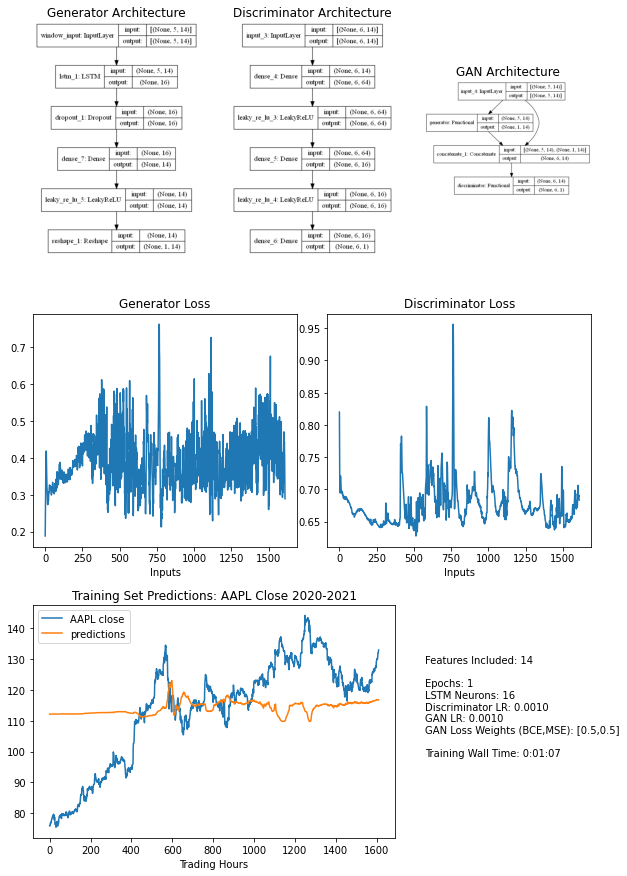 Generator Architecture
window_input: InputLayer input: [(None, 5, 14)]
output: [(None, 5, 14)]
lstm_1: LSTM input: (None, 5, 14)
output: (None, 16)
dropout_1: Dropout input: (None, 16)
output: (None, 16)
dense_7: Dense input: (None, 16)
output: (None, 14)
leaky_re_lu_5: LeakyReLU input: (None, 14)
output: (None, 14)
reshape_1: Reshape input: (None, 14)
output: (None, 1, 14)
Discriminator Architecture
input_3: InputLayer input: [(None, 6, 14)]
output: [(None, 6, 14)]
dense_4: Dense input: (None, 6, 14)
output: (None, 6, 64)
leaky_re_lu_3: LeakyReLU input: (None, 6, 64)
output: (None, 6, 64)
dense_5: Dense input: (None, 6, 64)
output: (None, 6, 16)
leaky_re_lu_4: LeakyReLU input: (None, 6, 16)
output: (None, 6, 16)
dense_6: Dense input: (None, 6, 16)
output: (None, 6, 1)
GAN Architecture
input_4: InputLayer input: [(None, 5, 14)]
output: [(None, 5, 14)]
generator: Functional input: (None, 5, 14)
output: (None, 1, 14)
concatenate_1: Concatenate input: [(None, 5, 14), (None, 1, 14)]
output: (None, 6, 14)
discriminator: Functional input: (None, 6, 14)
output: (None, 6, 1)
Generator Loss
0.7
0.6
0.5
0.4
0.3
0.2
0 250 500 750 1000 1250 1500
Inputs
Discriminator Loss
0.95
0.90
0.85
0.80
0.75
0.70
0.65
0 250 500 750 1000 1250 1500
Inputs
Training Set Predictions: AAPL Close 2020-2021
AAPL close
predictions
140
130
120
110
100
90
80
0 200 400 600 800 1000 1200 1400 1600
Trading Hours
Features Included: 14
Epochs: 1
LSTM Neurons: 16
Discriminator LR: 0.0010
GAN LR: 0.0010
GAN Loss Weights (BCE,MSE): [0.5,0.5]
Training Wall Time: 0:01:07